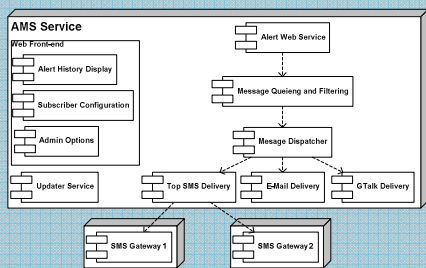 AMS Service
Web Front-end
Alert History Display
Subscriber Configuration
Admin Options
Updater Service
Alert Web Service
Message Queieng and Filtering
Mesage Dispatcher
Top SMS Delivery
E-Mail Delivery
GTalk Delivery
SMS Gateway 1
SMS Gateway 2